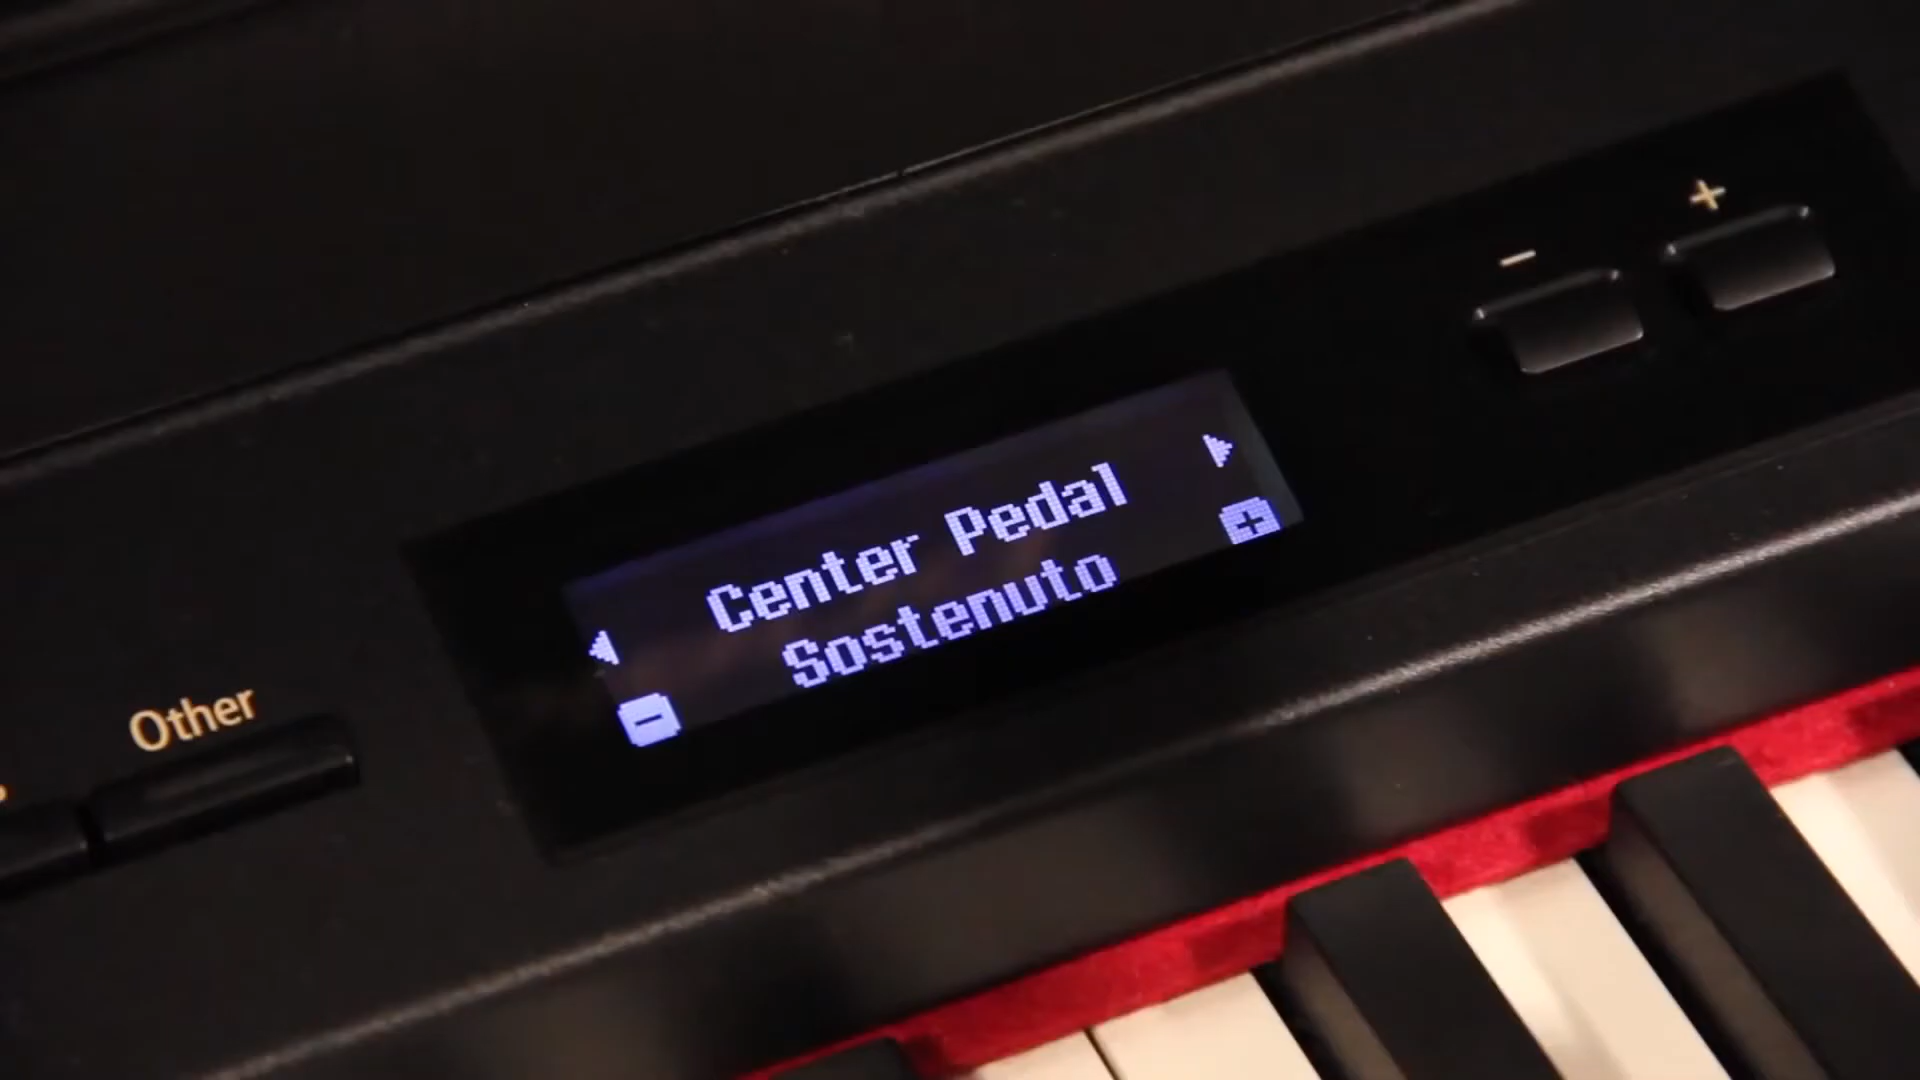 Center Pedal
Sostenuto
- +
Other
- +